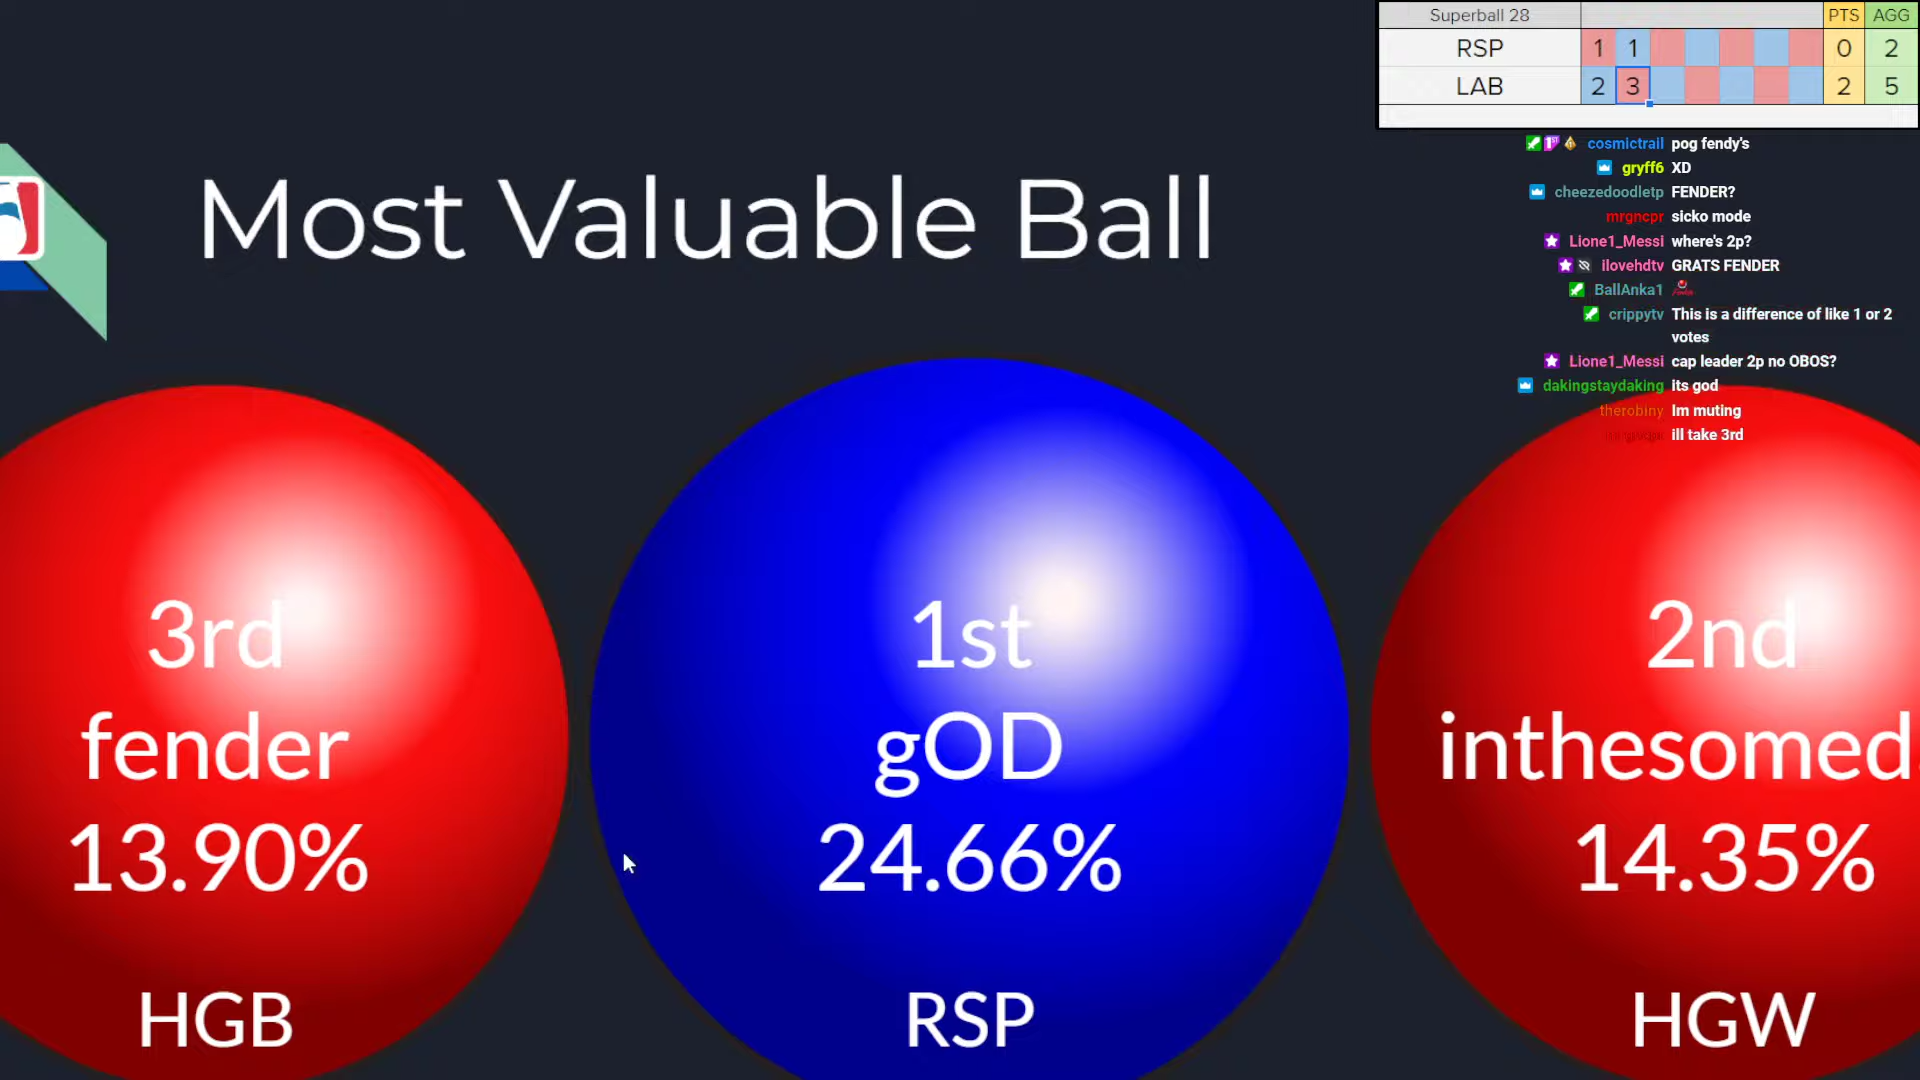 Superball 28 PTS AGG
RSP 1 1 0 2
LAB 2 3 2 5
Most Valuable Ball
cosmictrail pog fendy's
gryff6 XD
cheezedoodletp FENDER?
mrgncpr sicko mode
Lione1_Messi where's 2p?
ilovehdtv GRATS FENDER
BallAnka1
crippytv This is a difference of like 1 or 2
votes
Lione1_Messi cap leader 2p no OBOS?
dakingstaydaking its god
therobiny Im muting
ill take 3rd
3rd
fender
13.90%
HGB
1st
gOD
24.66%
RSP
2nd
inthesomed
14.35%
HGW